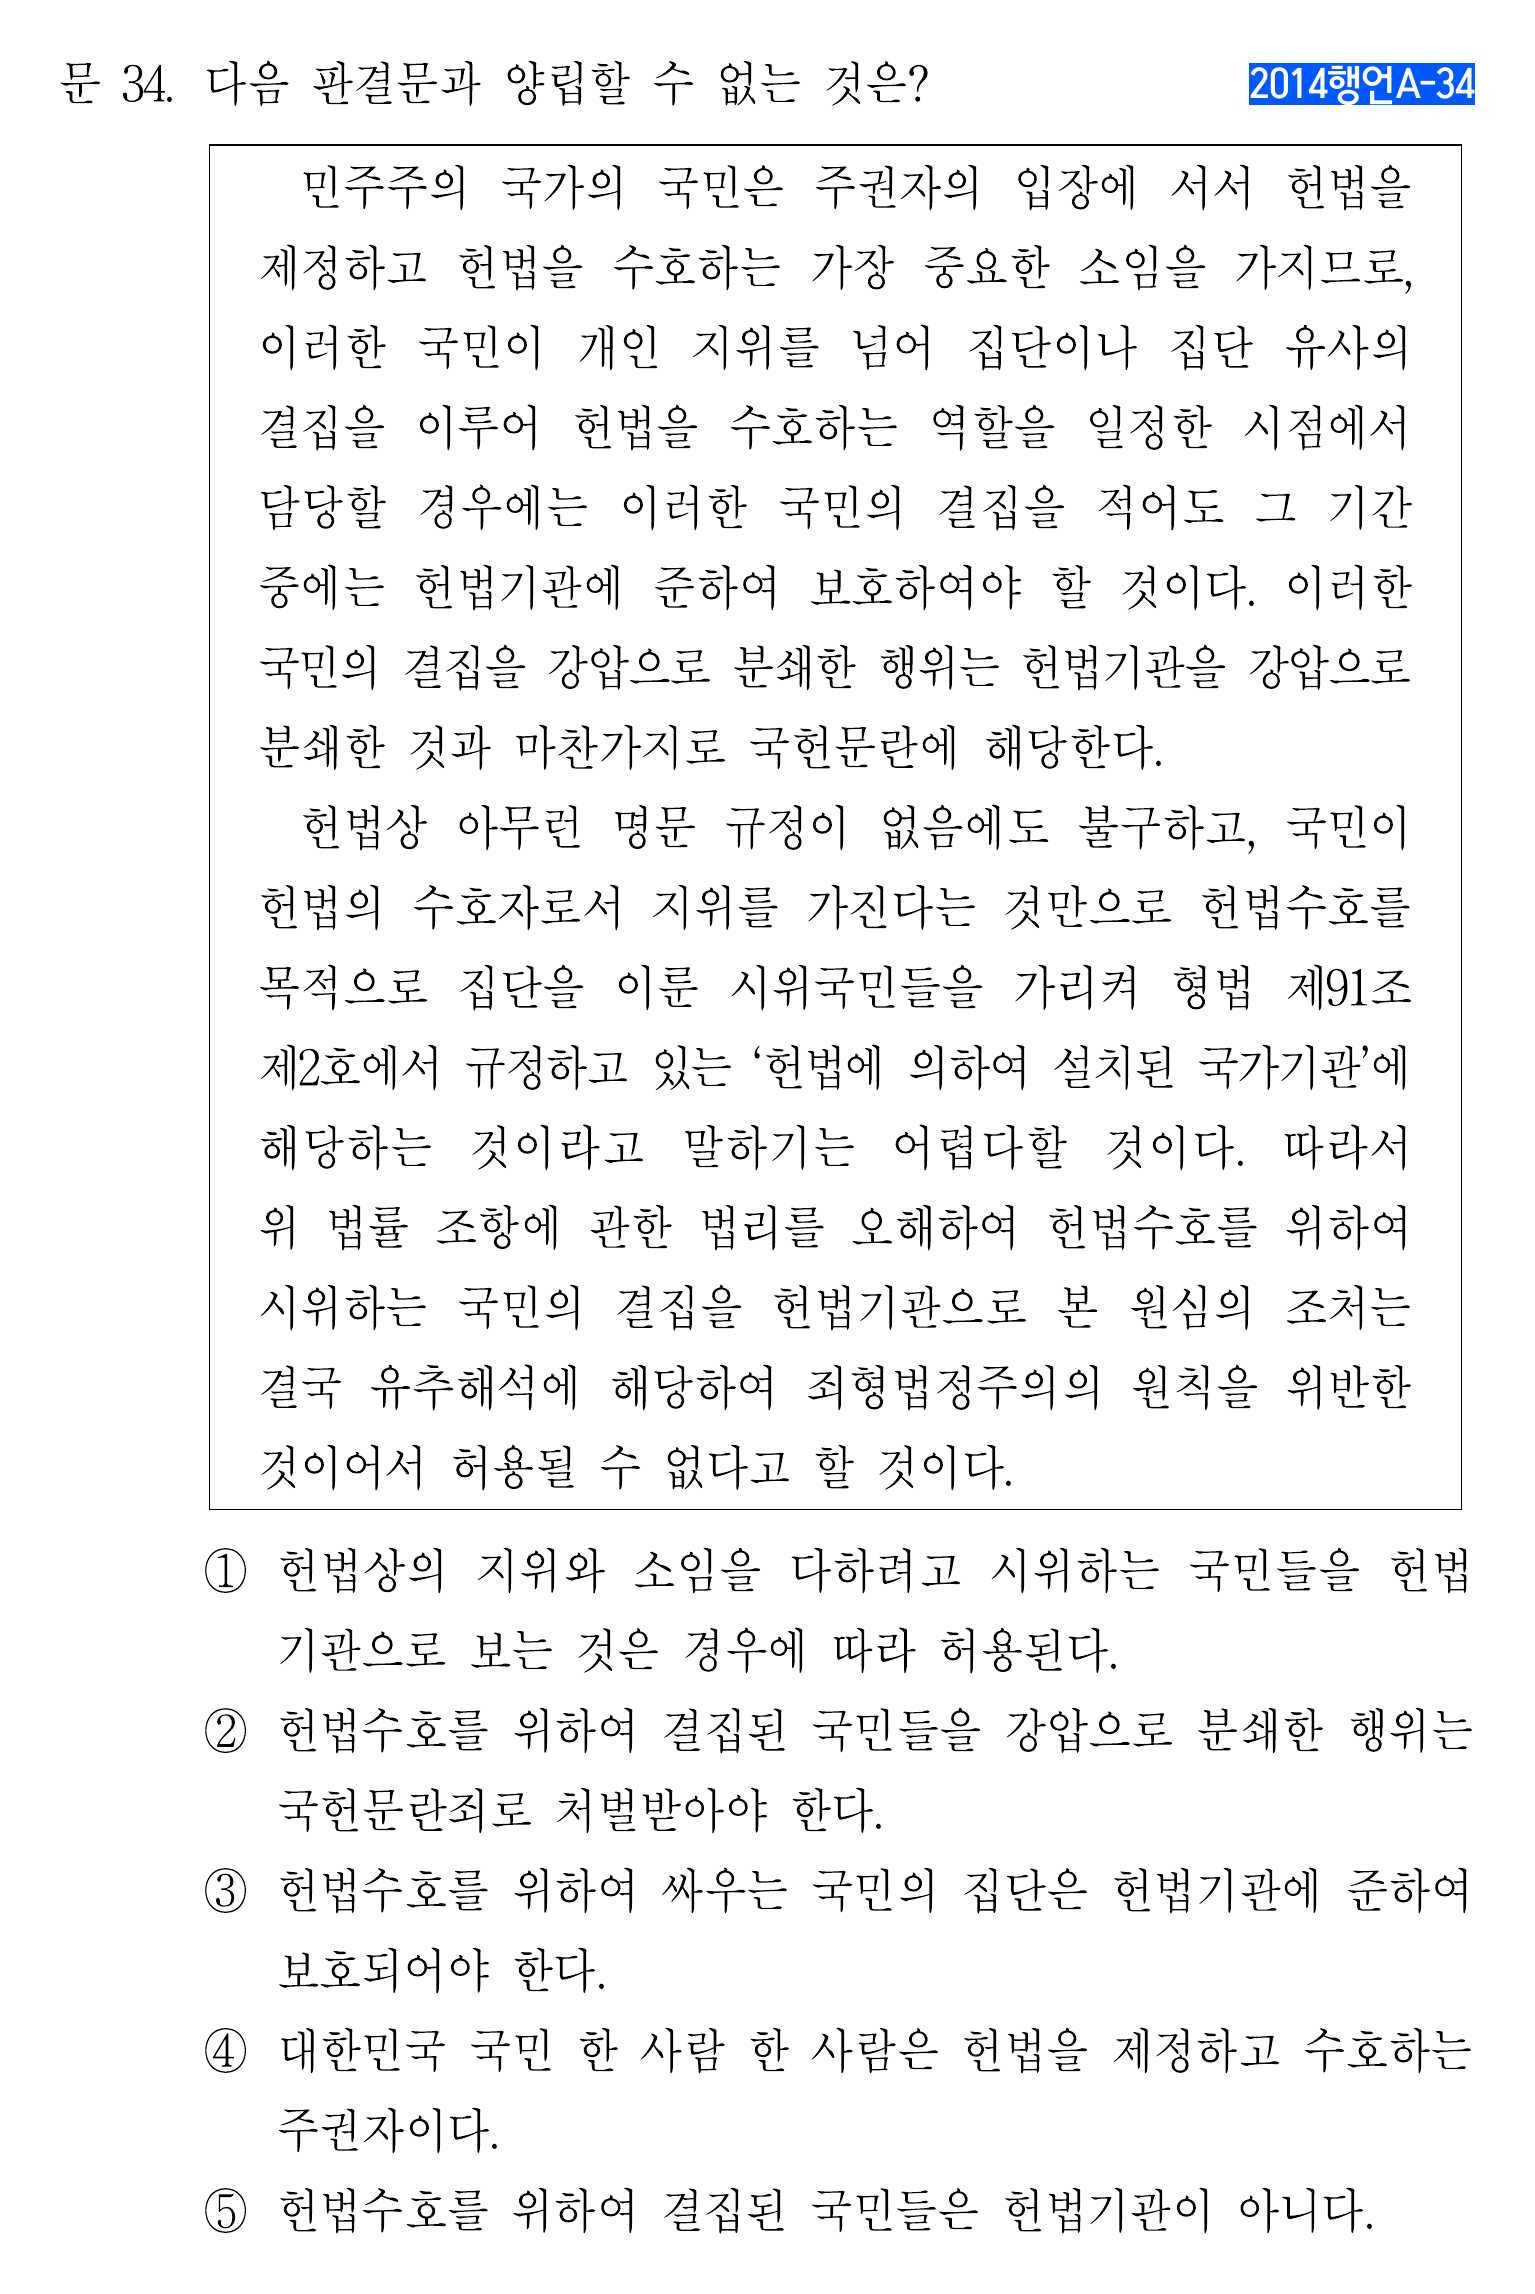 문 34. 다음 판결문과 양립할 수 없는 것은?
2014행언A-34
민주주의 국가의 국민은 주권자의 입장에 서서 헌법을
제정하고 헌법을 수호하는 가장 중요한 소임을 가지므로,
이러한 국민이 개인 지위를 넘어 집단이나 집단 유사의
결집을 이루어 헌법을 수호하는 역할을 일정한 시점에서
담당할 경우에는 이러한 국민의 결집을 적어도 그 기간
중에는 헌법기관에 준하여 보호하여야 할 것이다. 이러한
국민의 결집을 강압으로 분쇄한 행위는 헌법기관을 강압으로
분쇄한 것과 마찬가지로 국헌문란에 해당한다.
헌법상 아무런 명문 규정이 없음에도 불구하고, 국민이
헌법의 수호자로서 지위를 가진다는 것만으로 헌법수호를
목적으로 집단을 이룬 시위국민들을 가리켜 형법 제91조
제2호에서 규정하고 있는 ‘헌법에 의하여 설치된 국가기관’에
해당하는 것이라고 말하기는 어렵다할 것이다. 따라서
위 법률 조항에 관한 법리를 오해하여 헌법수호를 위하여
시위하는 국민의 결집을 헌법기관으로 본 원심의 조처는
결국 유추해석에 해당하여 죄형법정주의의 원칙을 위반한
것이어서 허용될 수 없다고 할 것이다.
① 헌법상의 지위와 소임을 다하려고 시위하는 국민들을 헌법
기관으로 보는 것은 경우에 따라 허용된다.
② 헌법수호를 위하여 결집된 국민들을 강압으로 분쇄한 행위는
국헌문란죄로 처벌받아야 한다.
③ 헌법수호를 위하여 싸우는 국민의 집단은 헌법기관에 준하여
보호되어야 한다.
④ 대한민국 국민 한 사람 한 사람은 헌법을 제정하고 수호하는
주권자이다.
⑤ 헌법수호를 위하여 결집된 국민들은 헌법기관이 아니다.